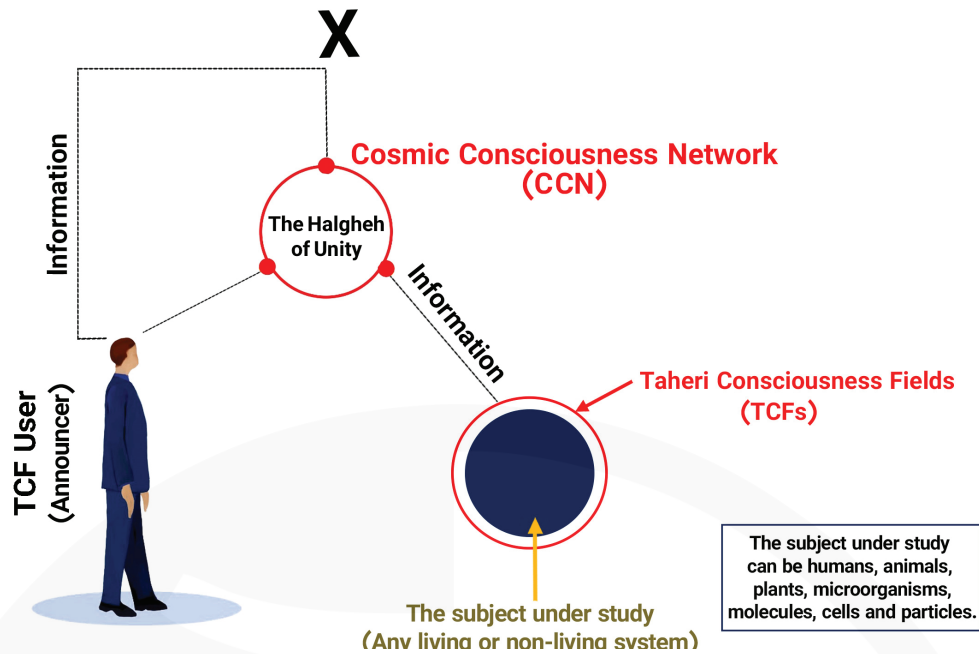 X
Information
Cosmic Consciousness Network
(CCN)
The Halgheh
of Unity
Information
TCF User
(Announcer)
Taheri Consciousness Fields
(TCFs)
The subject under study
(Any living or non-living system)
The subject under study
can be humans, animals,
plants, microorganisms,
molecules, cells and particles.